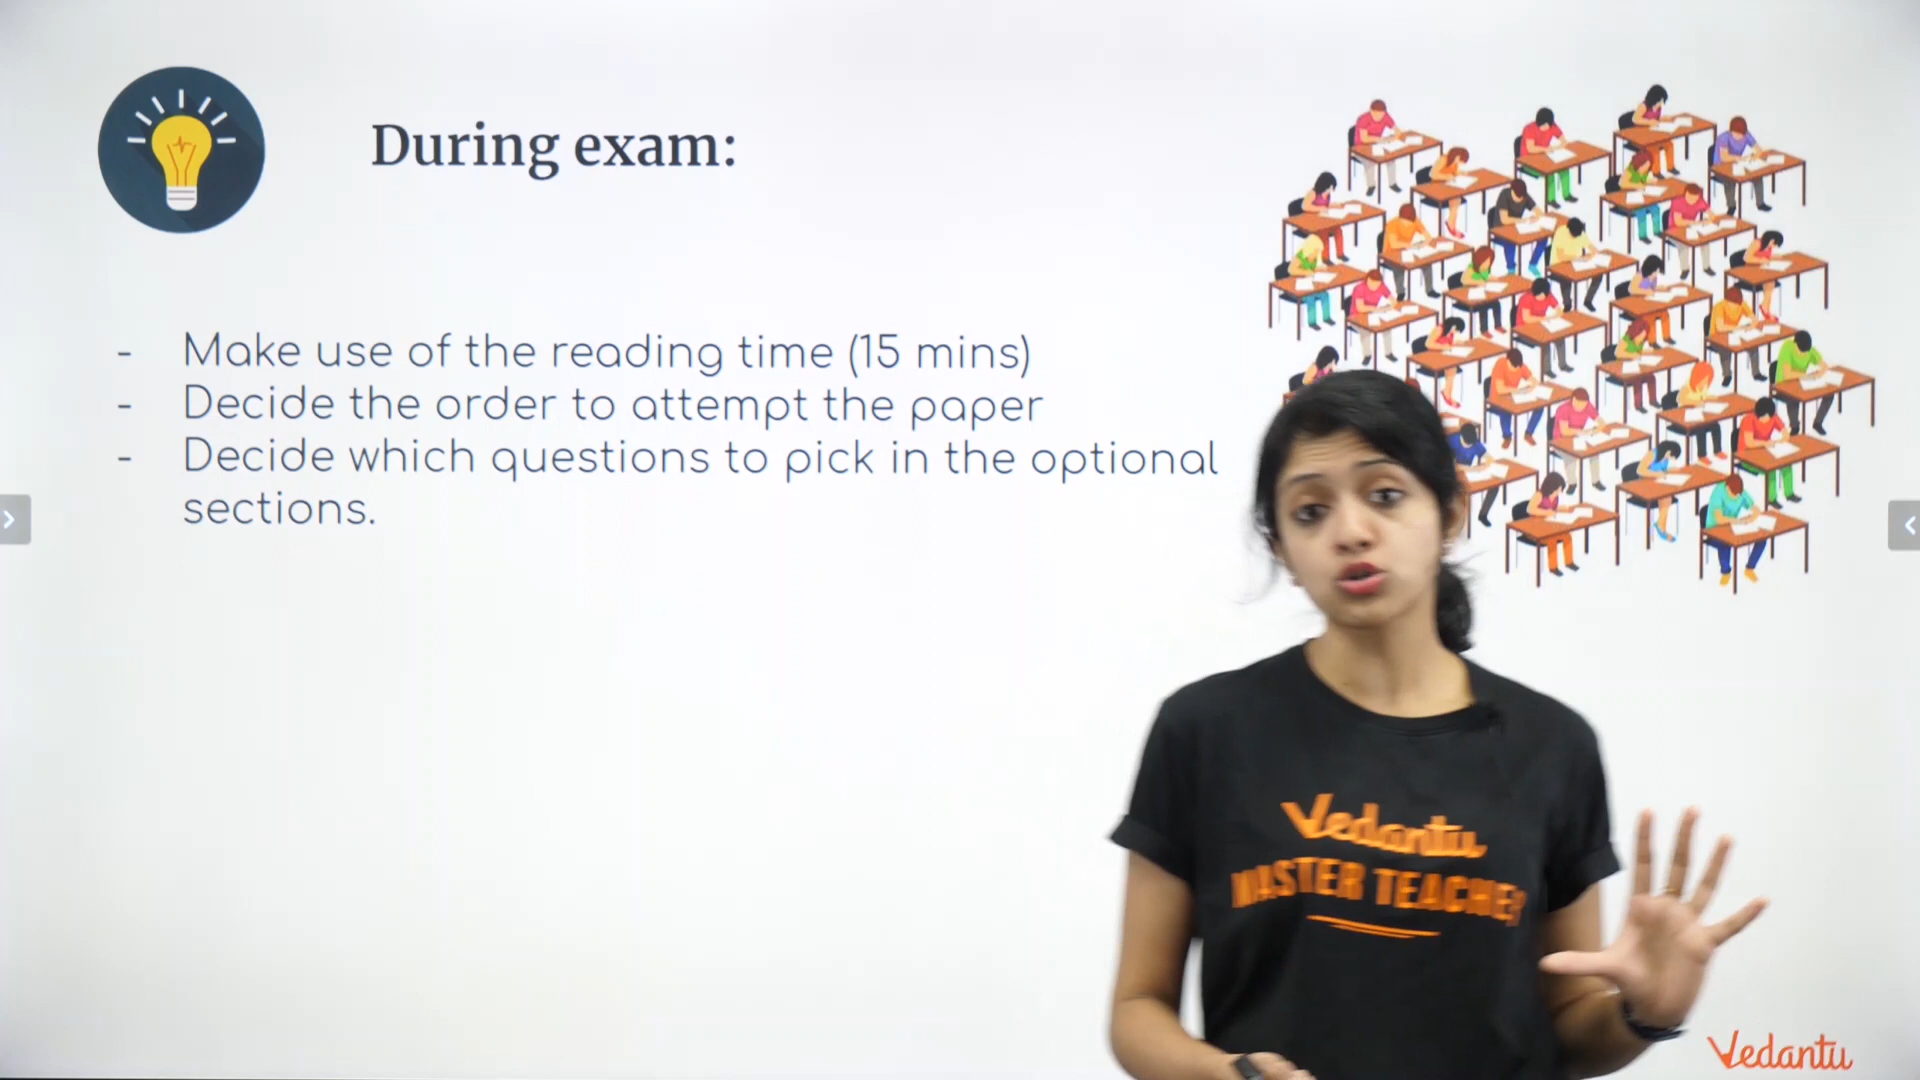 During exam:
- Make use of the reading time (15 mins)
- Decide the order to attempt the paper
- Decide which questions to pick in the optional
sections.
Vedantu
MASTER TEACHER
Vedantu